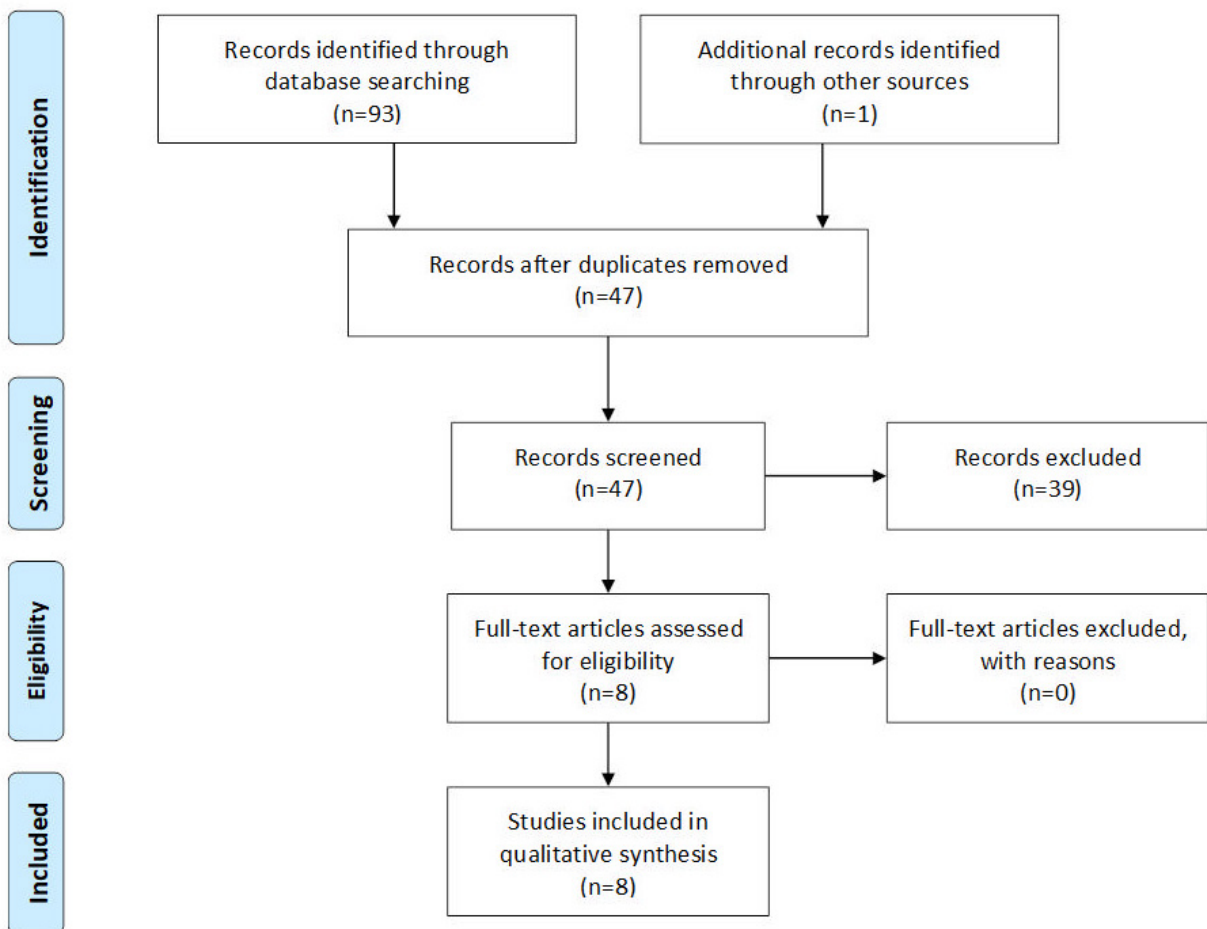 Identification
Records identified through
database searching
(n=93)
Additional records identified
through other sources
(n=1)
Records after duplicates removed
(n=47)
Screening
Records screened
(n=47)
Records excluded
(n=39)
Eligibility
Full-text articles assessed
for eligibility
(n=8)
Full-text articles excluded,
with reasons
(n=0)
Included
Studies included in
qualitative synthesis
(n=8)